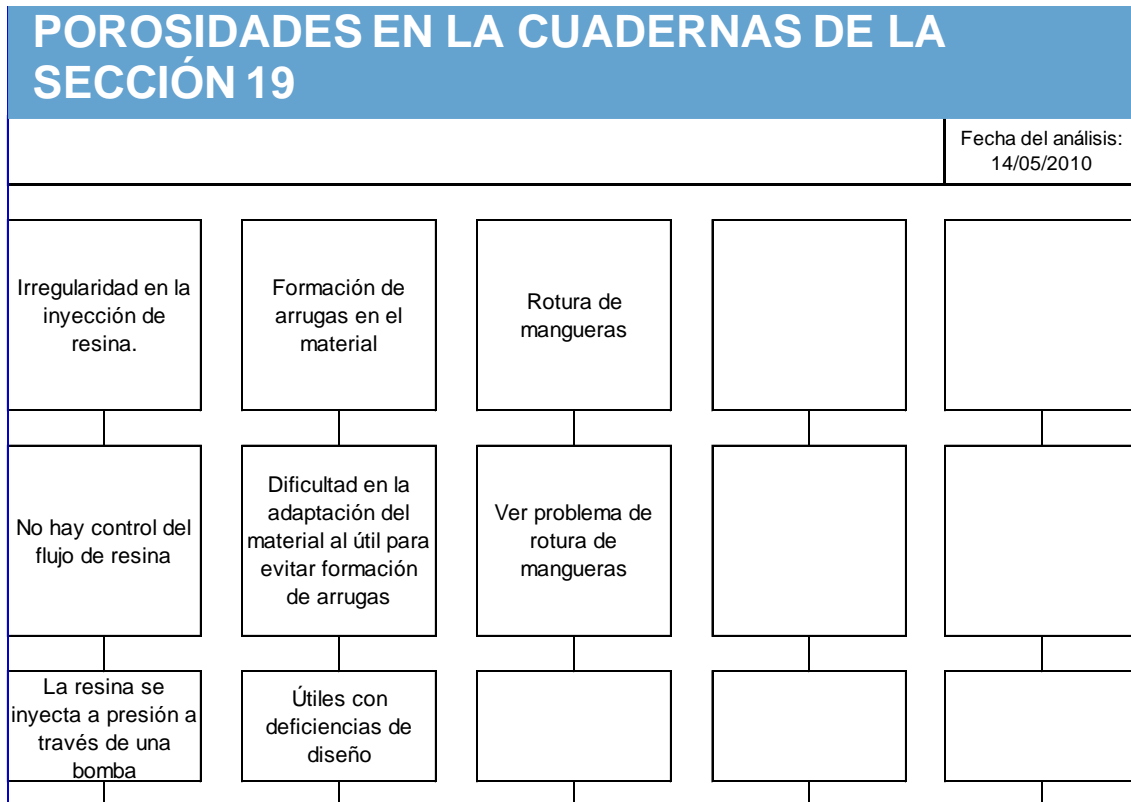 POROSIDADES EN LA CUADERNAS DE LA
SECCIÓN 19
Fecha del análisis:
14/05/2010
Irregularidad en la
inyección de
resina.
Formación de
arrugas en el
material
Rotura de
mangueras
No hay control del
flujo de resina
Dificultad en la
adaptación del
material al útil para
evitar formación
de arrugas
Ver problema de
rotura de
mangueras
La resina se
inyecta a presión a
través de una
bomba
Útiles con
deficiencias de
diseño